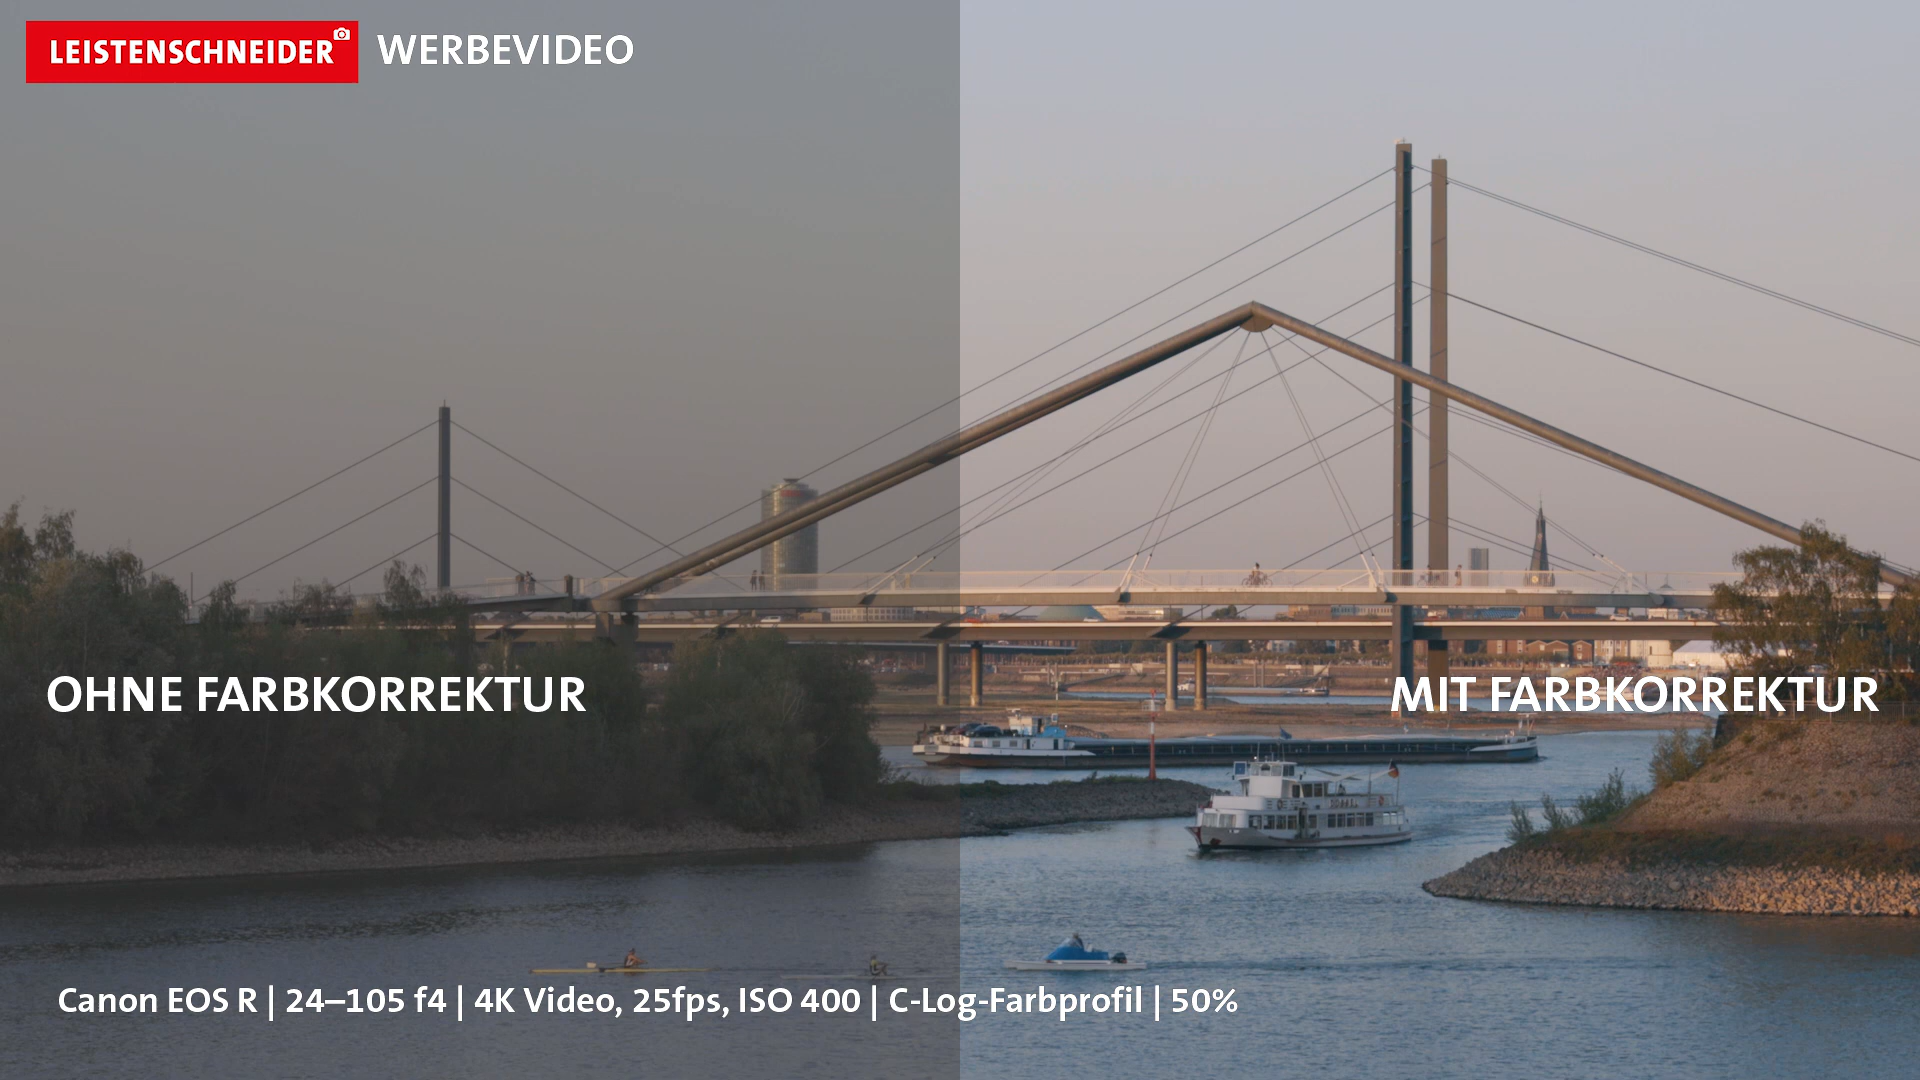 LEISTENSCHNEIDER WERBEVIDEO
OHNE FARBKORREKTUR
MIT FARBKORREKTUR
Canon EOS R | 24–105 f4 | 4K Video, 25fps, ISO 400 | C-Log-Farbprofil | 50%